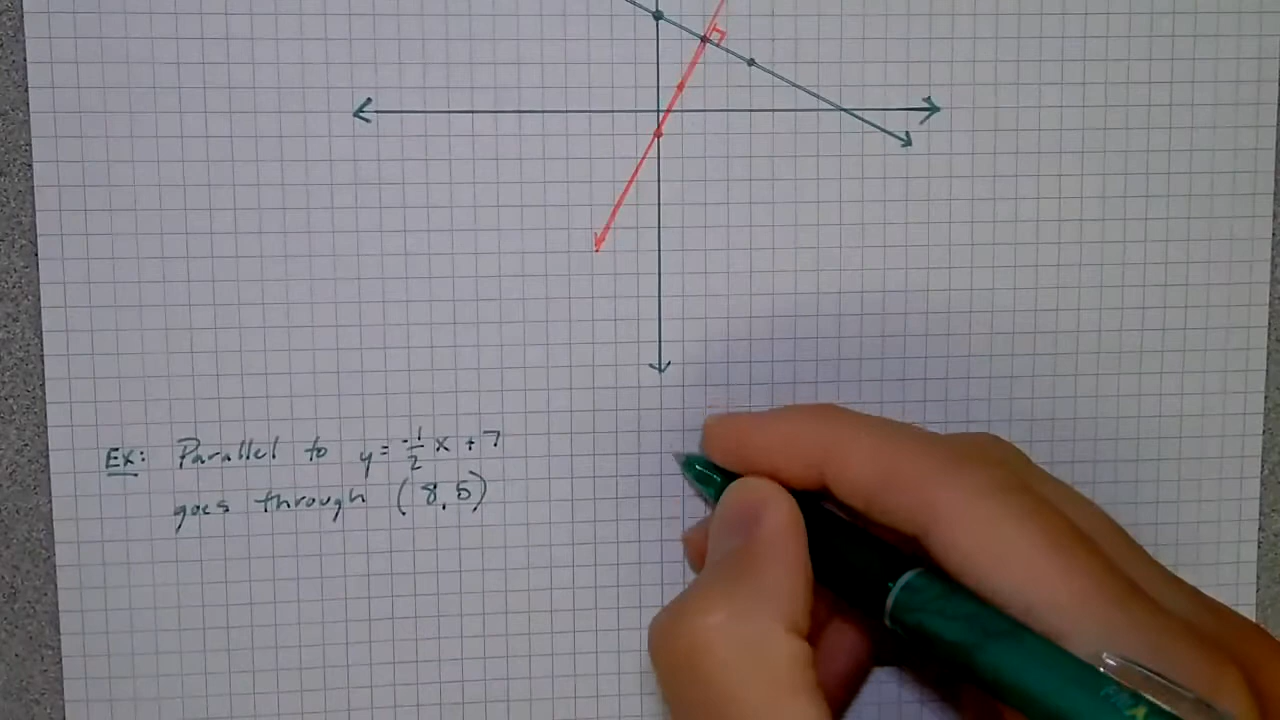 Ex: Parallel to y = -1/2 x + 7
goes through (8, 5)